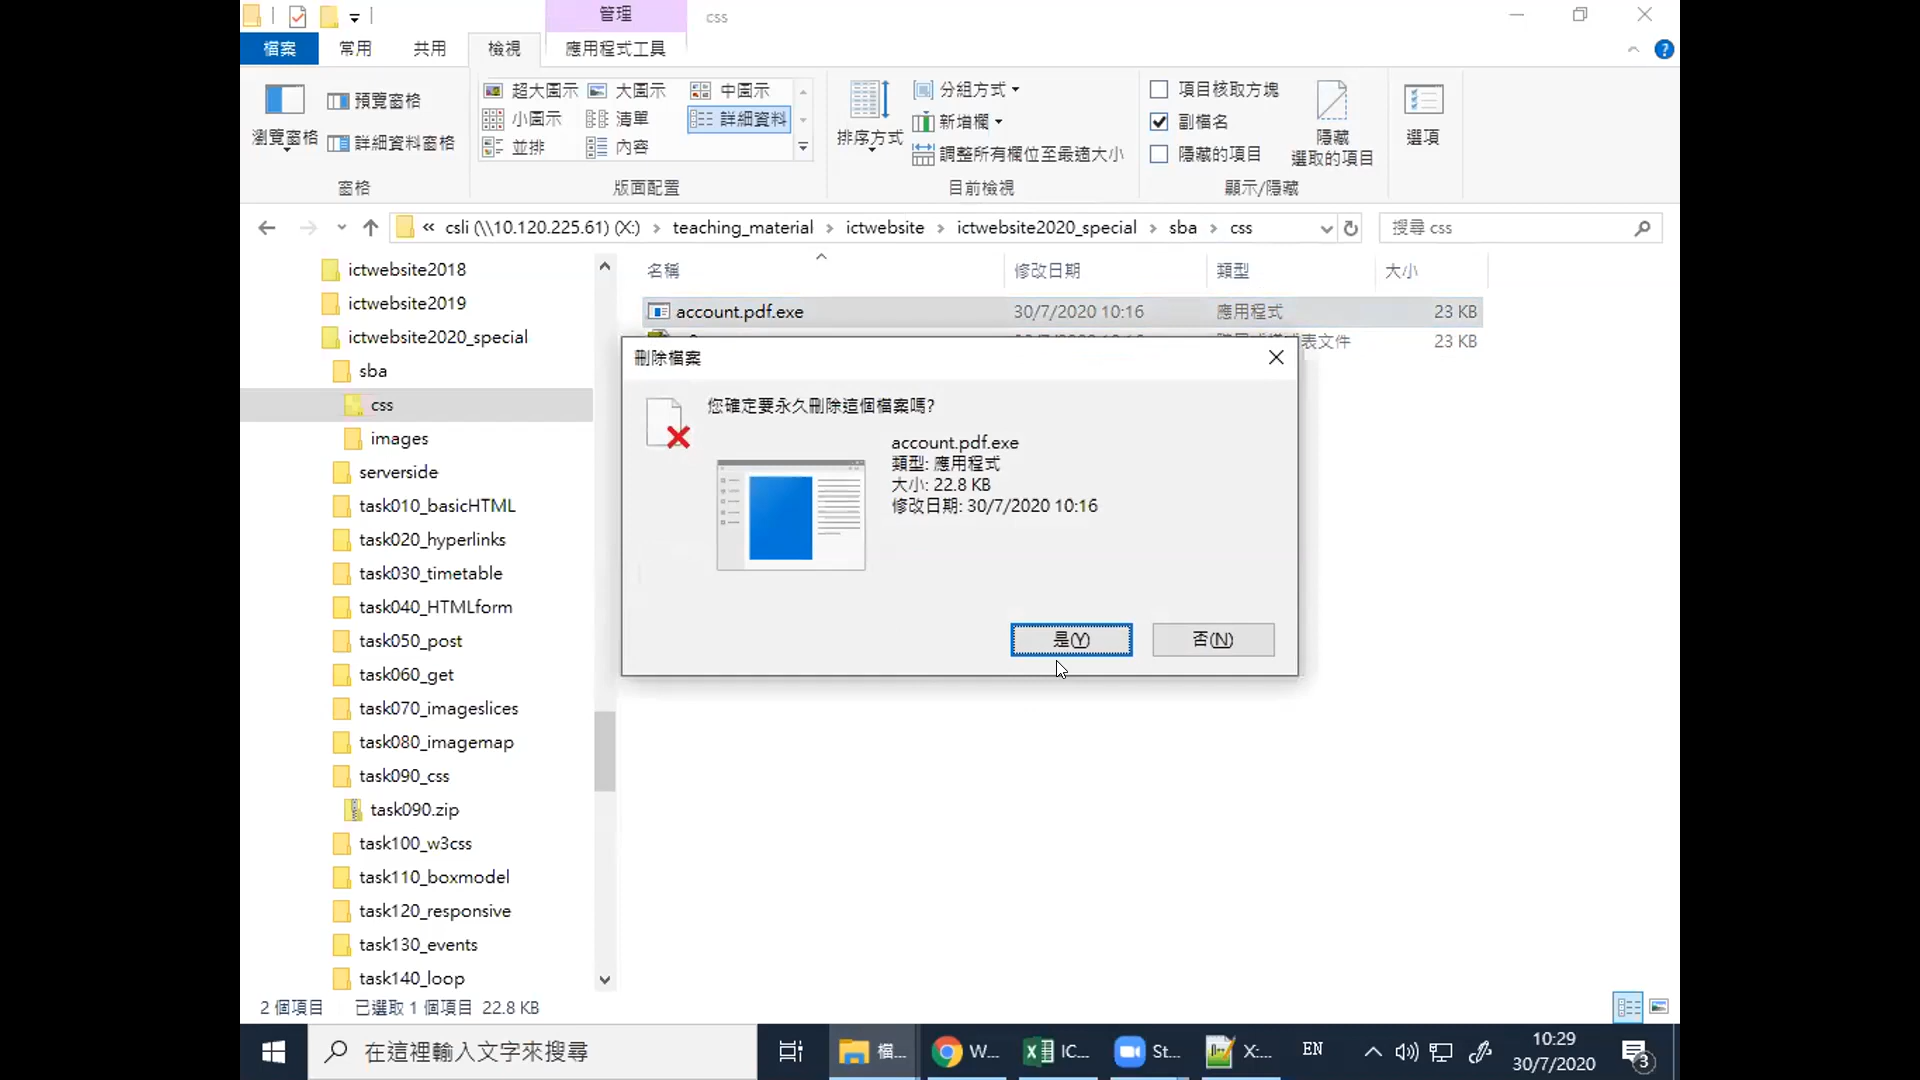 管理
css
檔案
常用
共用
檢視
應用程式工具
瀏覽窗格
預覽窗格
詳細資料窗格
窗格
超大圖示
大圖示
中圖示
小圖示
清單
詳細資料
並排
內容
版面配置
排序方式
分組方式
新增欄
調整所有欄位至最適大小
目前檢視
項目核取方塊
副檔名
隱藏的項目
隱藏
選取的項目
顯示/隱藏
選項
« csli (\\10.120.225.61) (X:) > teaching_material > ictwebsite > ictwebsite2020_special > sba > css
搜尋 css
ictwebsite2018
ictwebsite2019
ictwebsite2020_special
sba
css
images
serverside
task010_basicHTML
task020_hyperlinks
task030_timetable
task040_HTMLform
task050_post
task060_get
task070_imageslices
task080_imagemap
task090_css
task090.zip
task100_w3css
task110_boxmodel
task120_responsive
task130_events
task140_loop
名稱
修改日期
類型
大小
account.pdf.exe
30/7/2020 10:16
應用程式
23 KB
表文件
23 KB
刪除檔案
您確定要永久刪除這個檔案嗎?
account.pdf.exe
類型: 應用程式
大小: 22.8 KB
修改日期: 30/7/2020 10:16
是(Y)
否(N)
2 個項目
已選取 1 個項目 22.8 KB
在這裡輸入文字來搜尋
檔...
W...
IC...
St...
X:...
EN
10:29
30/7/2020
3